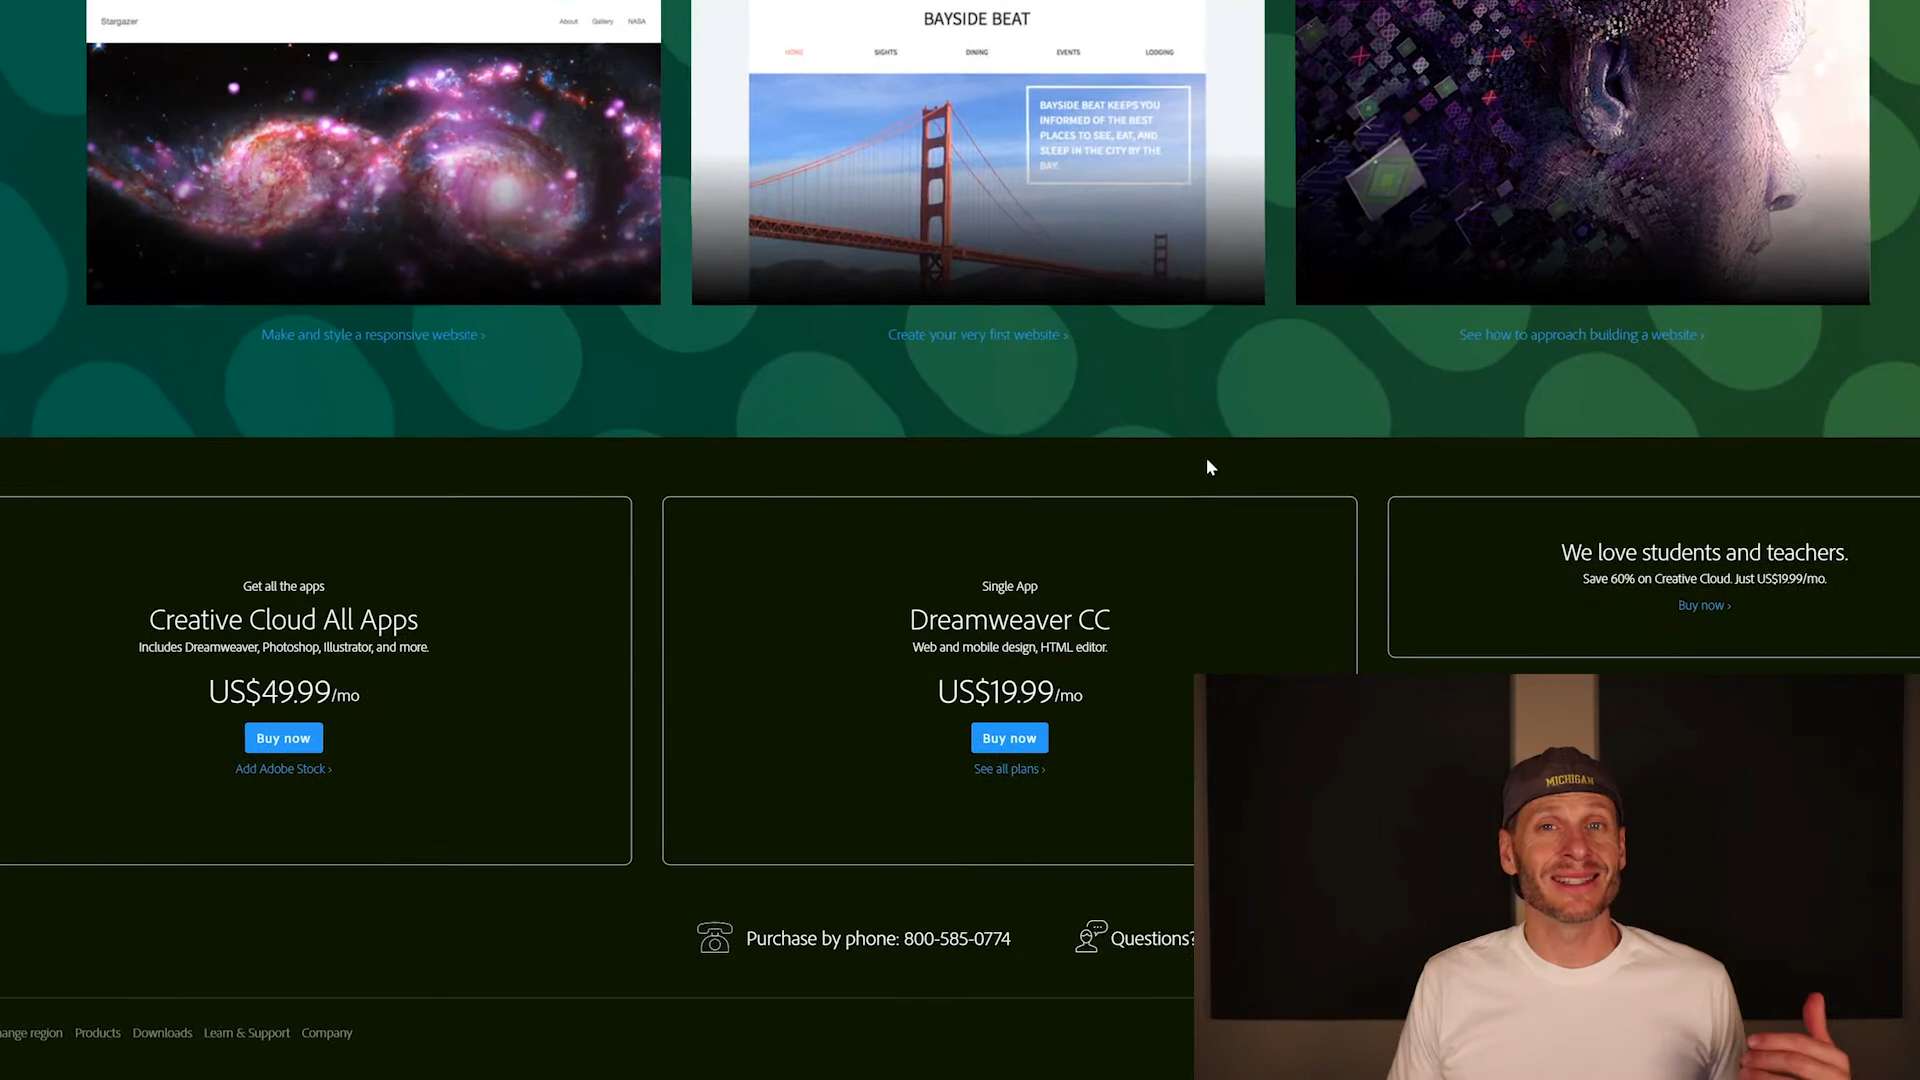 Stargazer
About Gallery NASA
BAYSIDE BEAT
HOME SIGHTS DINING EVENTS LODGING
BAYSIDE BEAT KEEPS YOU
INFORMED OF THE BEST
PLACES TO SEE, EAT, AND
SLEEP IN THE CITY BY THE
BAY.
Make and style a responsive website ›
Create your very first website ›
See how to approach building a website ›
Get all the apps
Creative Cloud All Apps
Includes Dreamweaver, Photoshop, Illustrator, and more.
US$49.99/mo
Buy now
Add Adobe Stock ›
Single App
Dreamweaver CC
Web and mobile design, HTML editor.
US$19.99/mo
Buy now
See all plans ›
We love students and teachers.
Save 60% on Creative Cloud. Just US$19.99/mo.
Buy now ›
MICHIGAN
Purchase by phone: 800-585-0774
Questions?
ange region Products Downloads Learn & Support Company